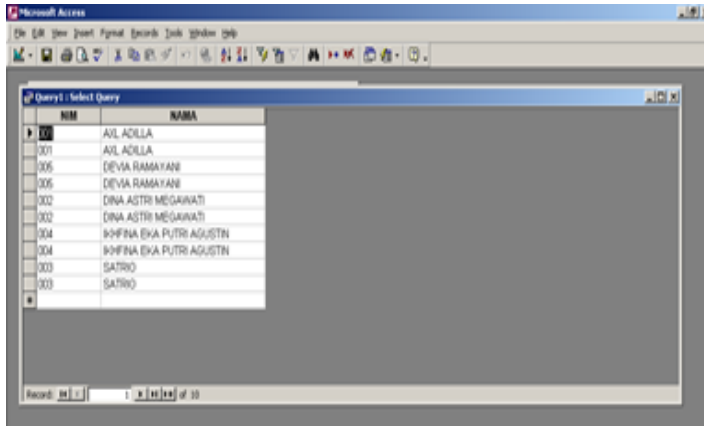 Microsoft Access
File Edit View Insert Format Records Tools Window Help
Query1 : Select Query
NIM NAMA
001 AXL ADILLA
001 AXL ADILLA
005 DEVIA RAMAYANI
005 DEVIA RAMAYANI
002 DINA ASTRI MEGAWATI
002 DINA ASTRI MEGAWATI
004 IKHFINA EKA PUTRI AGUSTIN
004 IKHFINA EKA PUTRI AGUSTIN
003 SATRIO
003 SATRIO
Record: 1 of 10